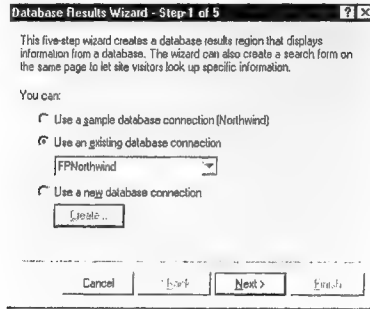 Database Results Wizard - Step 1 of 5
This five-step wizard creates a database results region that displays
information from a database. The wizard can also create a search form on
the same page to let site visitors look up specific information.
You can:
Use a sample database connection (Northwind)
Use an existing database connection
FPNorthwind
Use a new database connection
Create...
Cancel
< Back
Next >
Finish